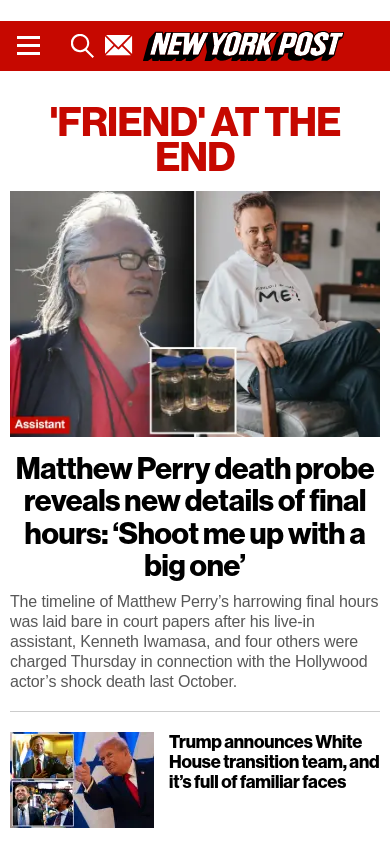 NEW YORK POST
'FRIEND' AT THE
END
ME!
Assistant
Matthew Perry death probe
reveals new details of final
hours: ‘Shoot me up with a
big one’
The timeline of Matthew Perry’s harrowing final hours
was laid bare in court papers after his live-in
assistant, Kenneth Iwamasa, and four others were
charged Thursday in connection with the Hollywood
actor’s shock death last October.
Trump announces White
House transition team, and
it’s full of familiar faces